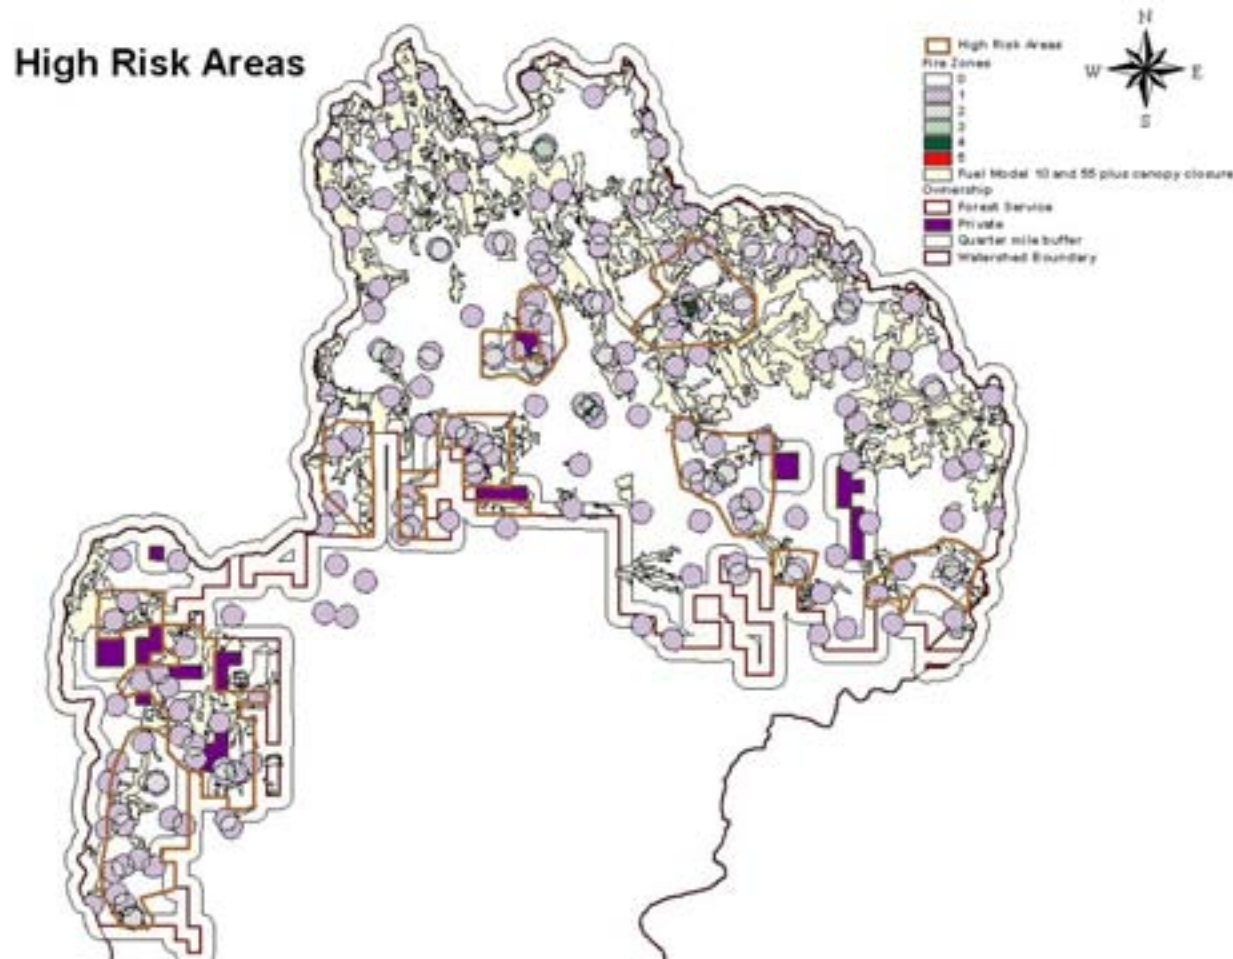 High Risk Areas
N
W
E
S
High Risk Areas
Fire Zones
0
1
2
3
4
5
Fuel Model 10 and 55 plus canopy closure
Ownership
Forest Service
Private
Quarter mile buffer
Watershed Boundary